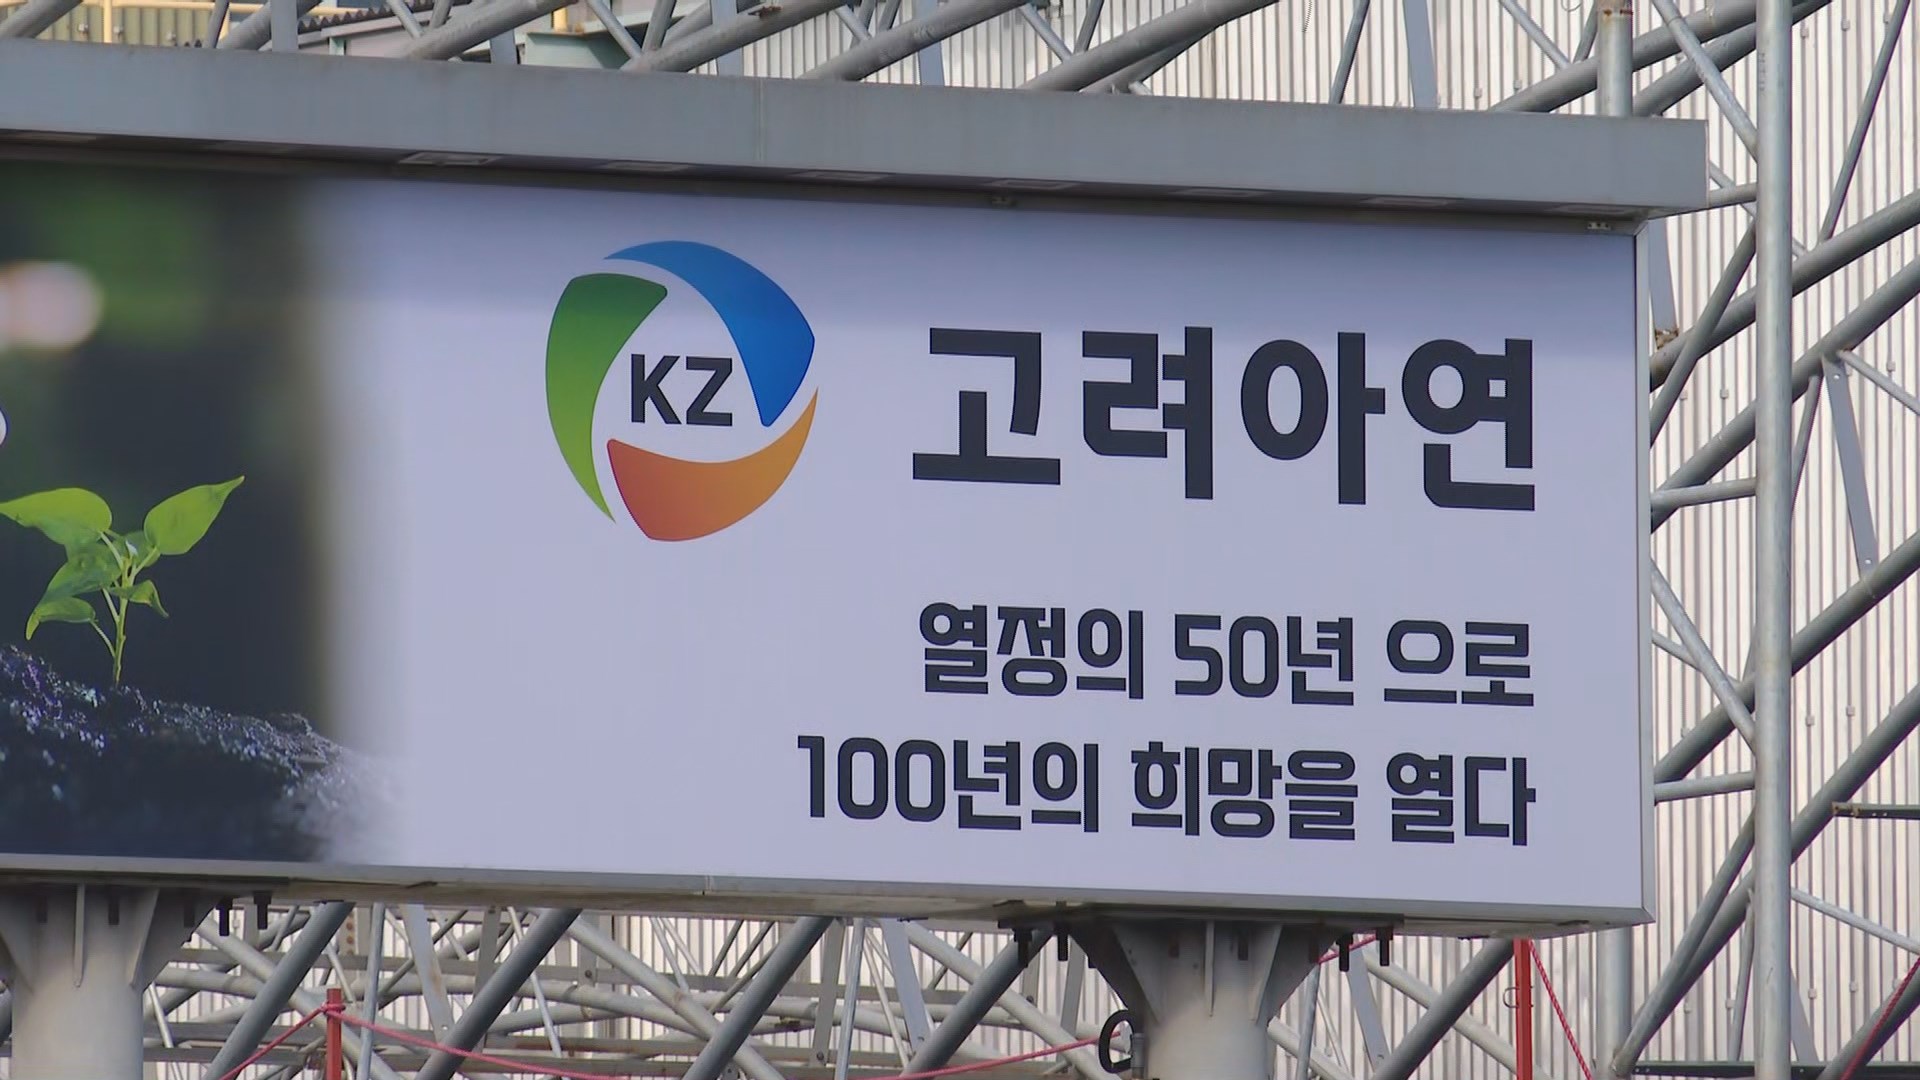 KZ 고려아연
열정의 50년 으로
100년의 희망을 열다